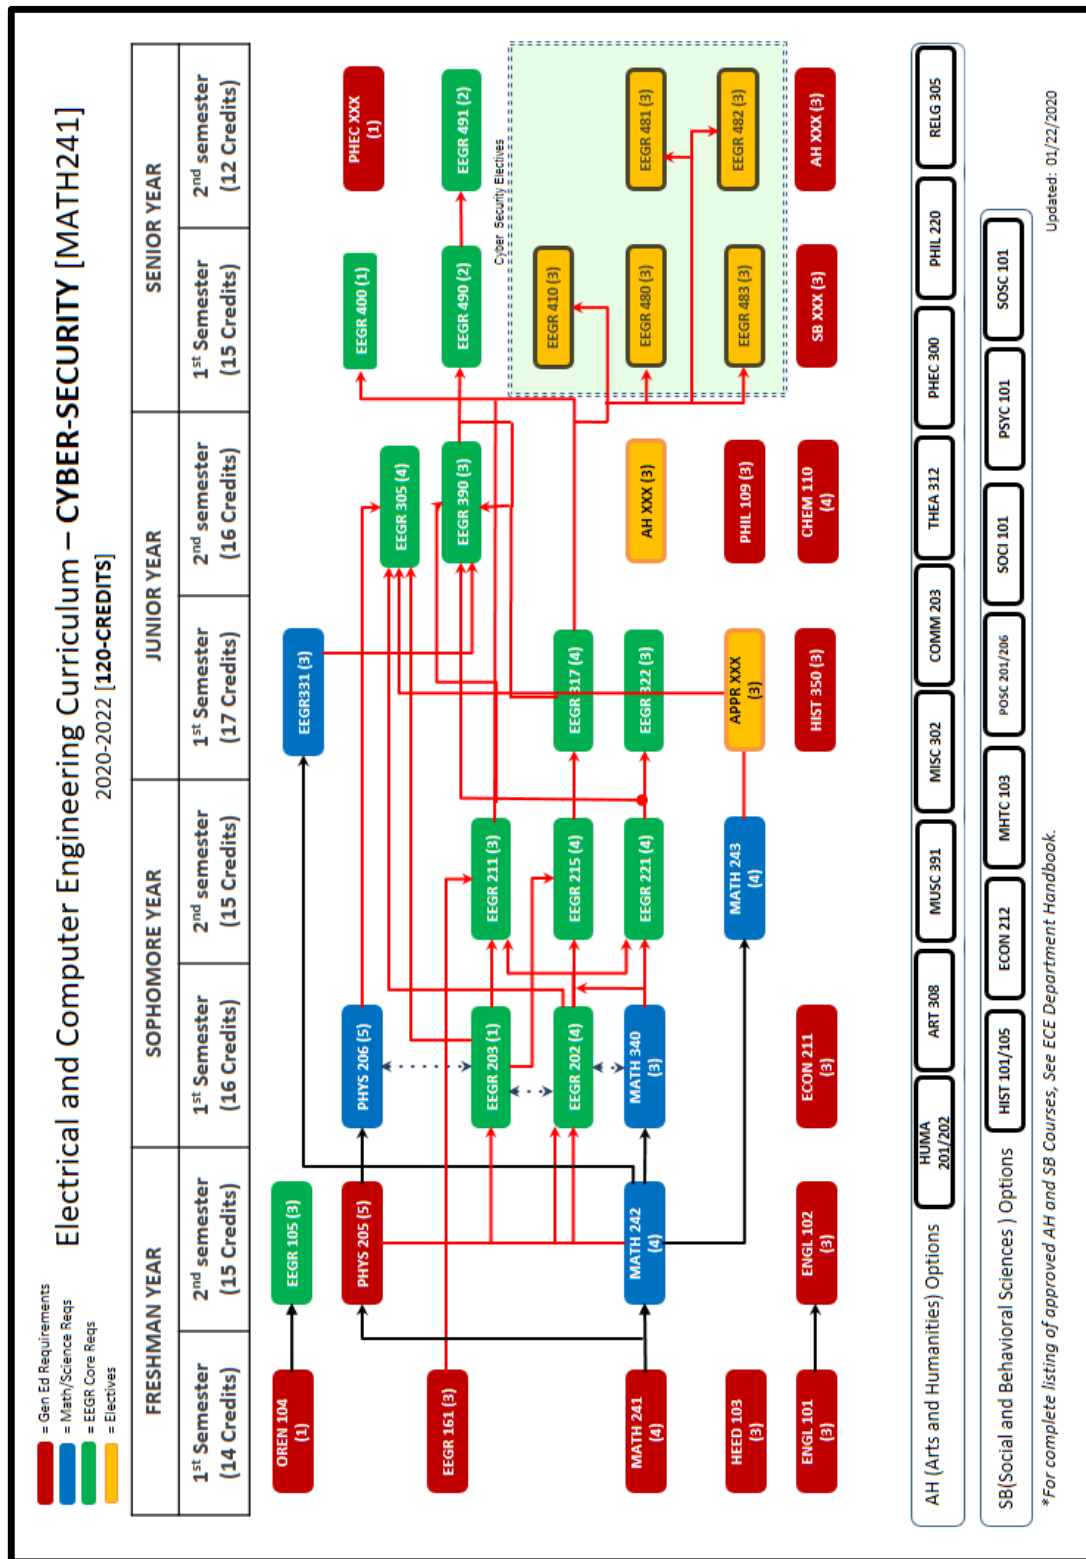 Electrical and Computer Engineering Curriculum – CYBER-SECURITY [MATH241]
2020-2022 [120-CREDITS]
= Gen Ed Requirements
= Math/Science Reqs
= EEGR Core Reqs
= Electives
FRESHMAN YEAR
SOPHOMORE YEAR
JUNIOR YEAR
SENIOR YEAR
1st Semester
(14 Credits)
2nd semester
(15 Credits)
1st Semester
(16 Credits)
2nd semester
(15 Credits)
1st Semester
(17 Credits)
2nd semester
(16 Credits)
1st Semester
(15 Credits)
2nd semester
(12 Credits)
OREN 104
(1)
EEGR 161 (3)
MATH 241
(4)
HEED 103
(3)
ENGL 101
(3)
EEGR 105 (3)
PHYS 205 (5)
MATH 242
(4)
ENGL 102
(3)
PHYS 206 (5)
EEGR 203 (1)
EEGR 202 (4)
MATH 340
(3)
ECON 211
(3)
EEGR 211 (3)
EEGR 215 (4)
EEGR 221 (4)
MATH 243
(4)
EEGR331 (3)
EEGR 317 (4)
EEGR 322 (3)
APPR XXX
(3)
HIST 350 (3)
EEGR 305 (4)
EEGR 390 (3)
AH XXX (3)
PHIL 109 (3)
CHEM 110
(4)
EEGR 400 (1)
EEGR 490 (2)
Cyber Security Electives
EEGR 410 (3)
EEGR 480 (3)
EEGR 483 (3)
SB XXX (3)
PHEC XXX
(1)
EEGR 491 (2)
EEGR 481 (3)
EEGR 482 (3)
AH XXX (3)
AH (Arts and Humanities) Options
HUMA
201/202
ART 308
MUSC 391
MISC 302
COMM 203
THEA 312
PHEC 300
PHIL 220
RELG 305
SB(Social and Behavioral Sciences ) Options
HIST 101/105
ECON 212
MHTC 103
POSC 201/206
SOCI 101
PSYC 101
SOSC 101
*For complete listing of approved AH and SB Courses, See ECE Department Handbook.
Updated: 01/22/2020